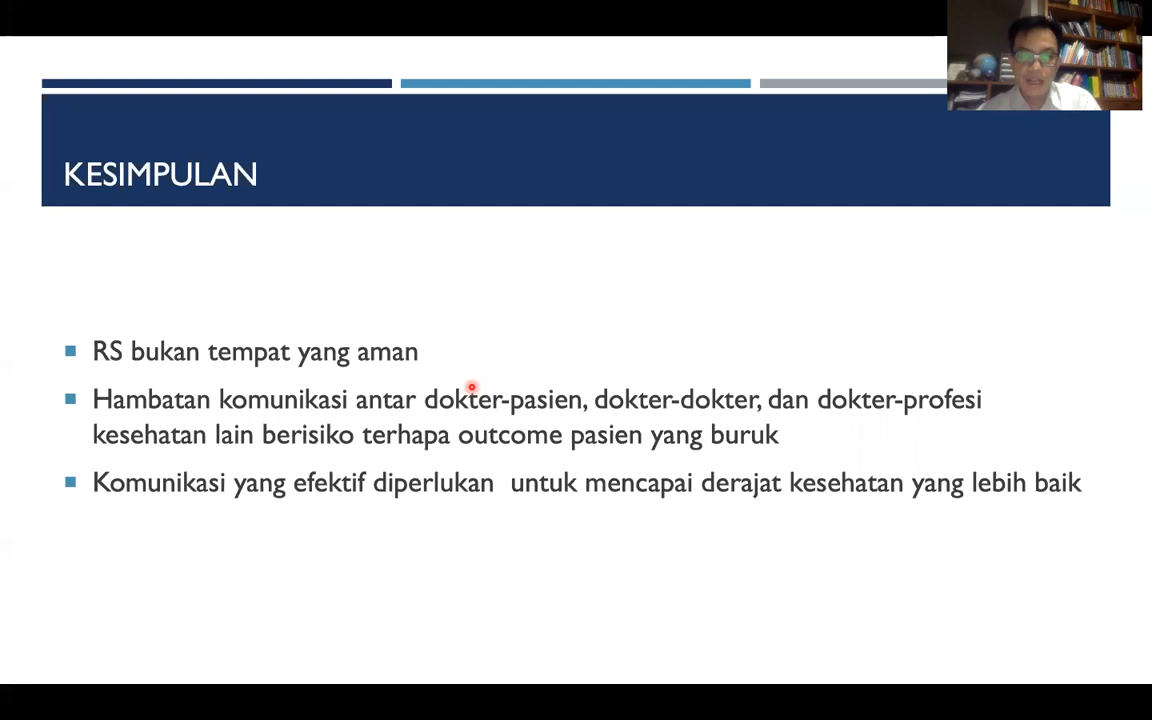 KESIMPULAN
RS bukan tempat yang aman
Hambatan komunikasi antar dokter-pasien, dokter-dokter, dan dokter-profesi
kesehatan lain berisiko terhapa outcome pasien yang buruk
Komunikasi yang efektif diperlukan  untuk mencapai derajat kesehatan yang lebih baik